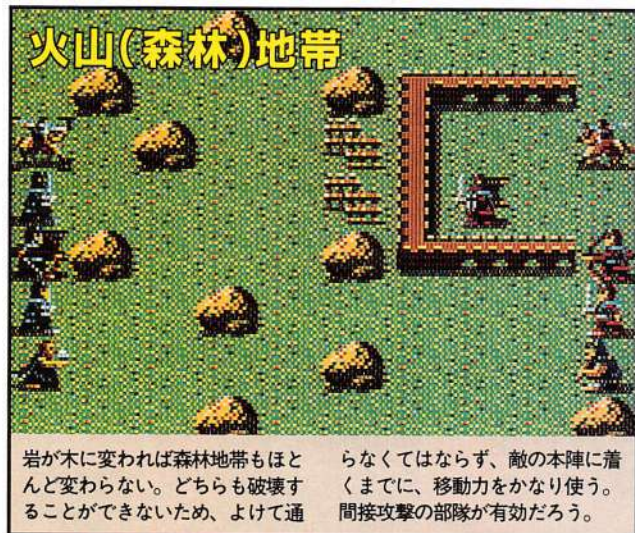 火山(森林)地帯
岩が木に変われば森林地帯もほと
んど変わらない。どちらも破壊す
ることができないため、よけて通
らなくてはならず、敵の本陣に着
くまでに、移動力をかなり使う。
間接攻撃の部隊が有効だろう。